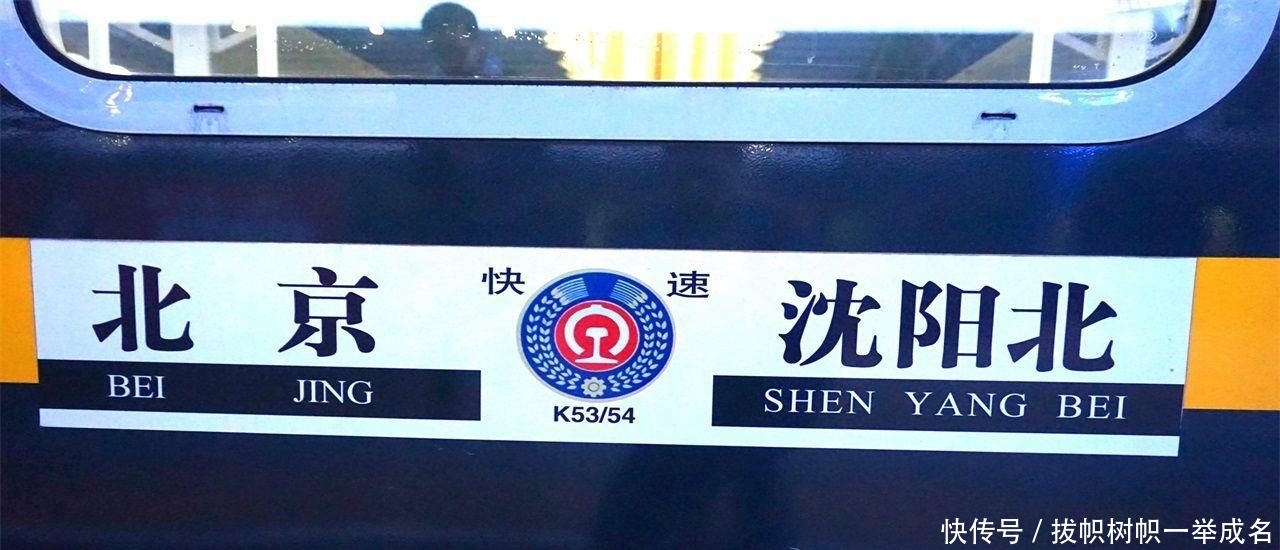 北京 快速 沈阳北
BEI JING SHEN YANG BEI
K53/54
快传号 / 拔帜树帜一举成名